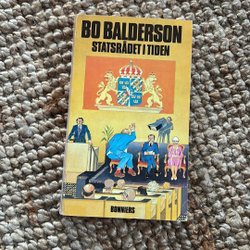 BO BALDERSON
STATSRÅDET I TIDEN
BONNIERS